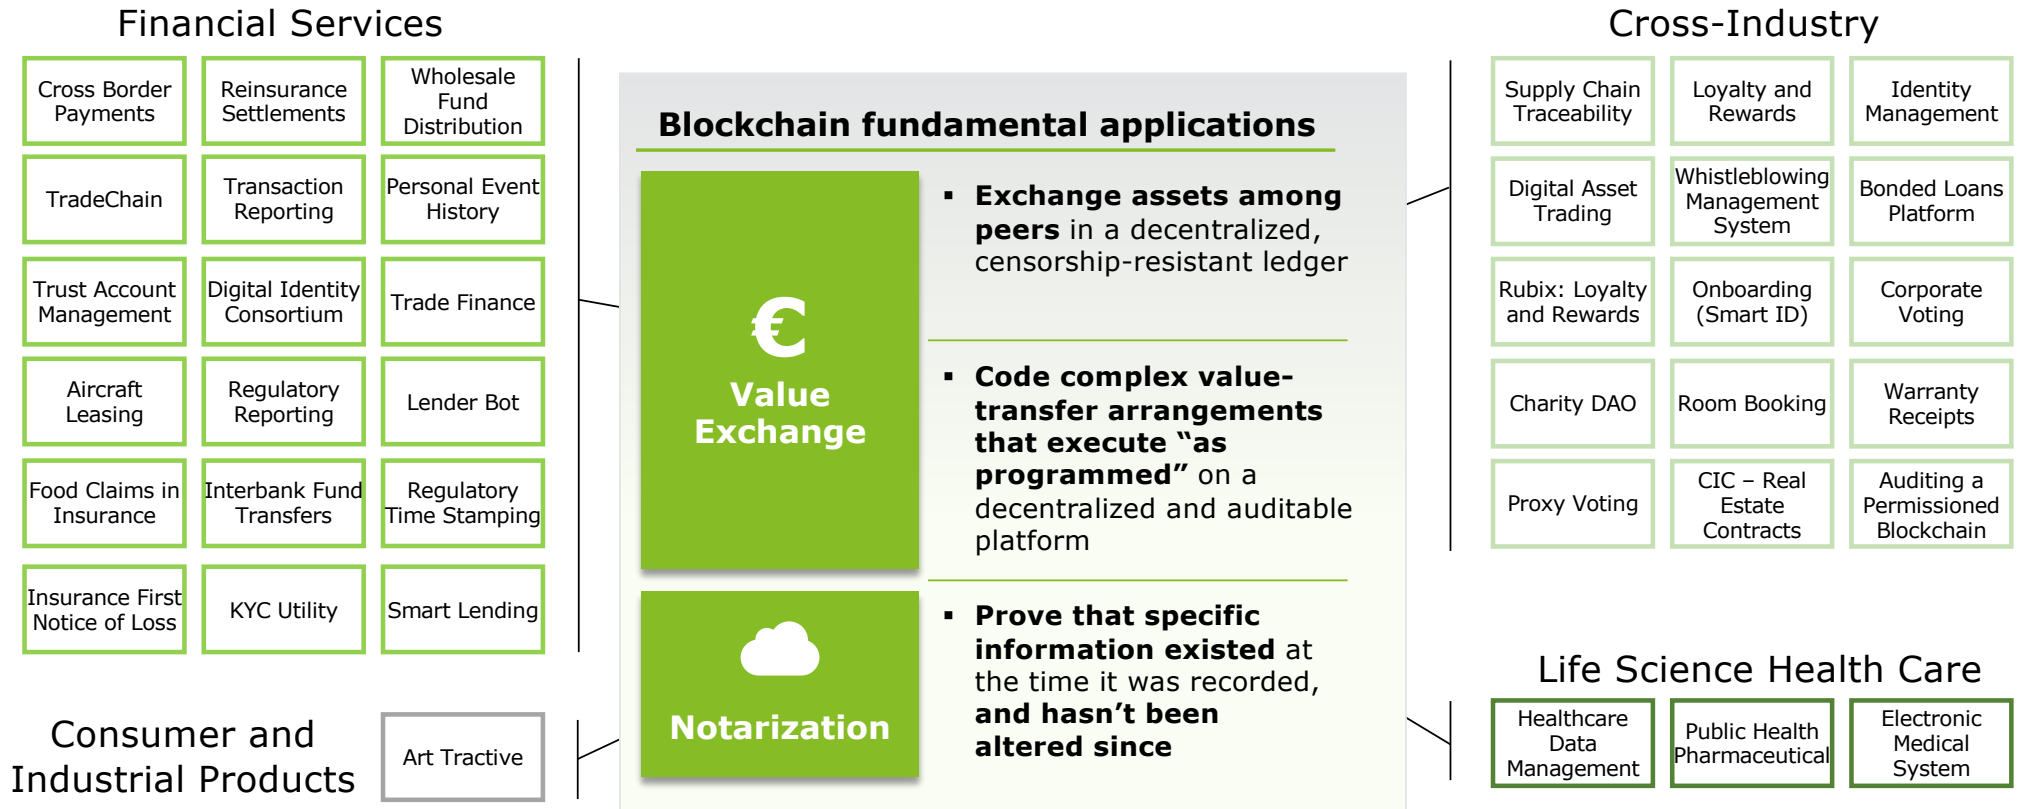 Financial Services
Cross Border
Payments
Reinsurance
Settlements
Wholesale
Fund
Distribution
TradeChain
Transaction
Reporting
Personal Event
History
Trust Account
Management
Digital Identity
Consortium
Trade Finance
Aircraft
Leasing
Regulatory
Reporting
Lender Bot
Food Claims in
Insurance
Interbank Fund
Transfers
Regulatory
Time Stamping
Insurance First
Notice of Loss
KYC Utility
Smart Lending
Consumer and
Industrial Products
Art Tractive
Blockchain fundamental applications
€
Value
Exchange
▪ Exchange assets among
peers in a decentralized,
censorship-resistant ledger
▪ Code complex value-
transfer arrangements
that execute “as
programmed” on a
decentralized and auditable
platform
Notarization
▪ Prove that specific
information existed at
the time it was recorded,
and hasn’t been
altered since
Cross-Industry
Supply Chain
Traceability
Loyalty and
Rewards
Identity
Management
Digital Asset
Trading
Whistleblowing
Management
System
Bonded Loans
Platform
Rubix: Loyalty
and Rewards
Onboarding
(Smart ID)
Corporate
Voting
Charity DAO
Room Booking
Warranty
Receipts
Proxy Voting
CIC – Real
Estate
Contracts
Auditing a
Permissioned
Blockchain
Life Science Health Care
Healthcare
Data
Management
Public Health
Pharmaceutical
Electronic
Medical
System